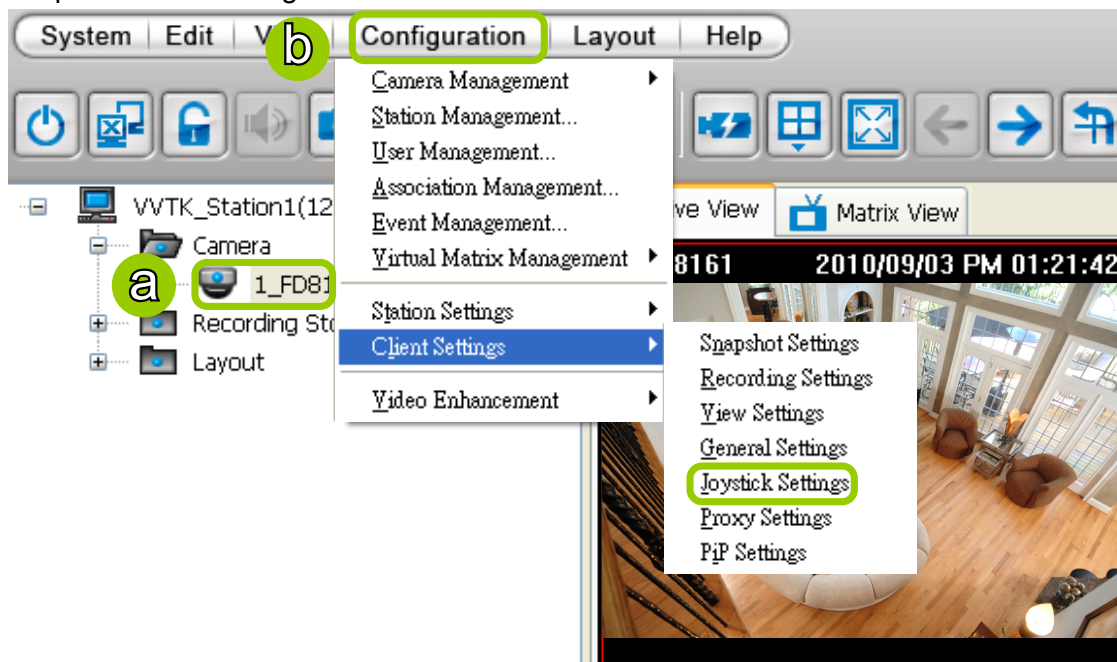 System Edit V Configuration Layout Help
b
Camera Management
Station Management...
User Management...
Association Management...
Event Management...
Virtual Matrix Management
Station Settings
Client Settings
Video Enhancement
VVTK_Station1(12
Camera
a
1_FD81
Recording Sto
Layout
ve View Matrix View
8161 2010/09/03 PM 01:21:42
Snapshot Settings
Recording Settings
View Settings
General Settings
Joystick Settings
Proxy Settings
PiP Settings